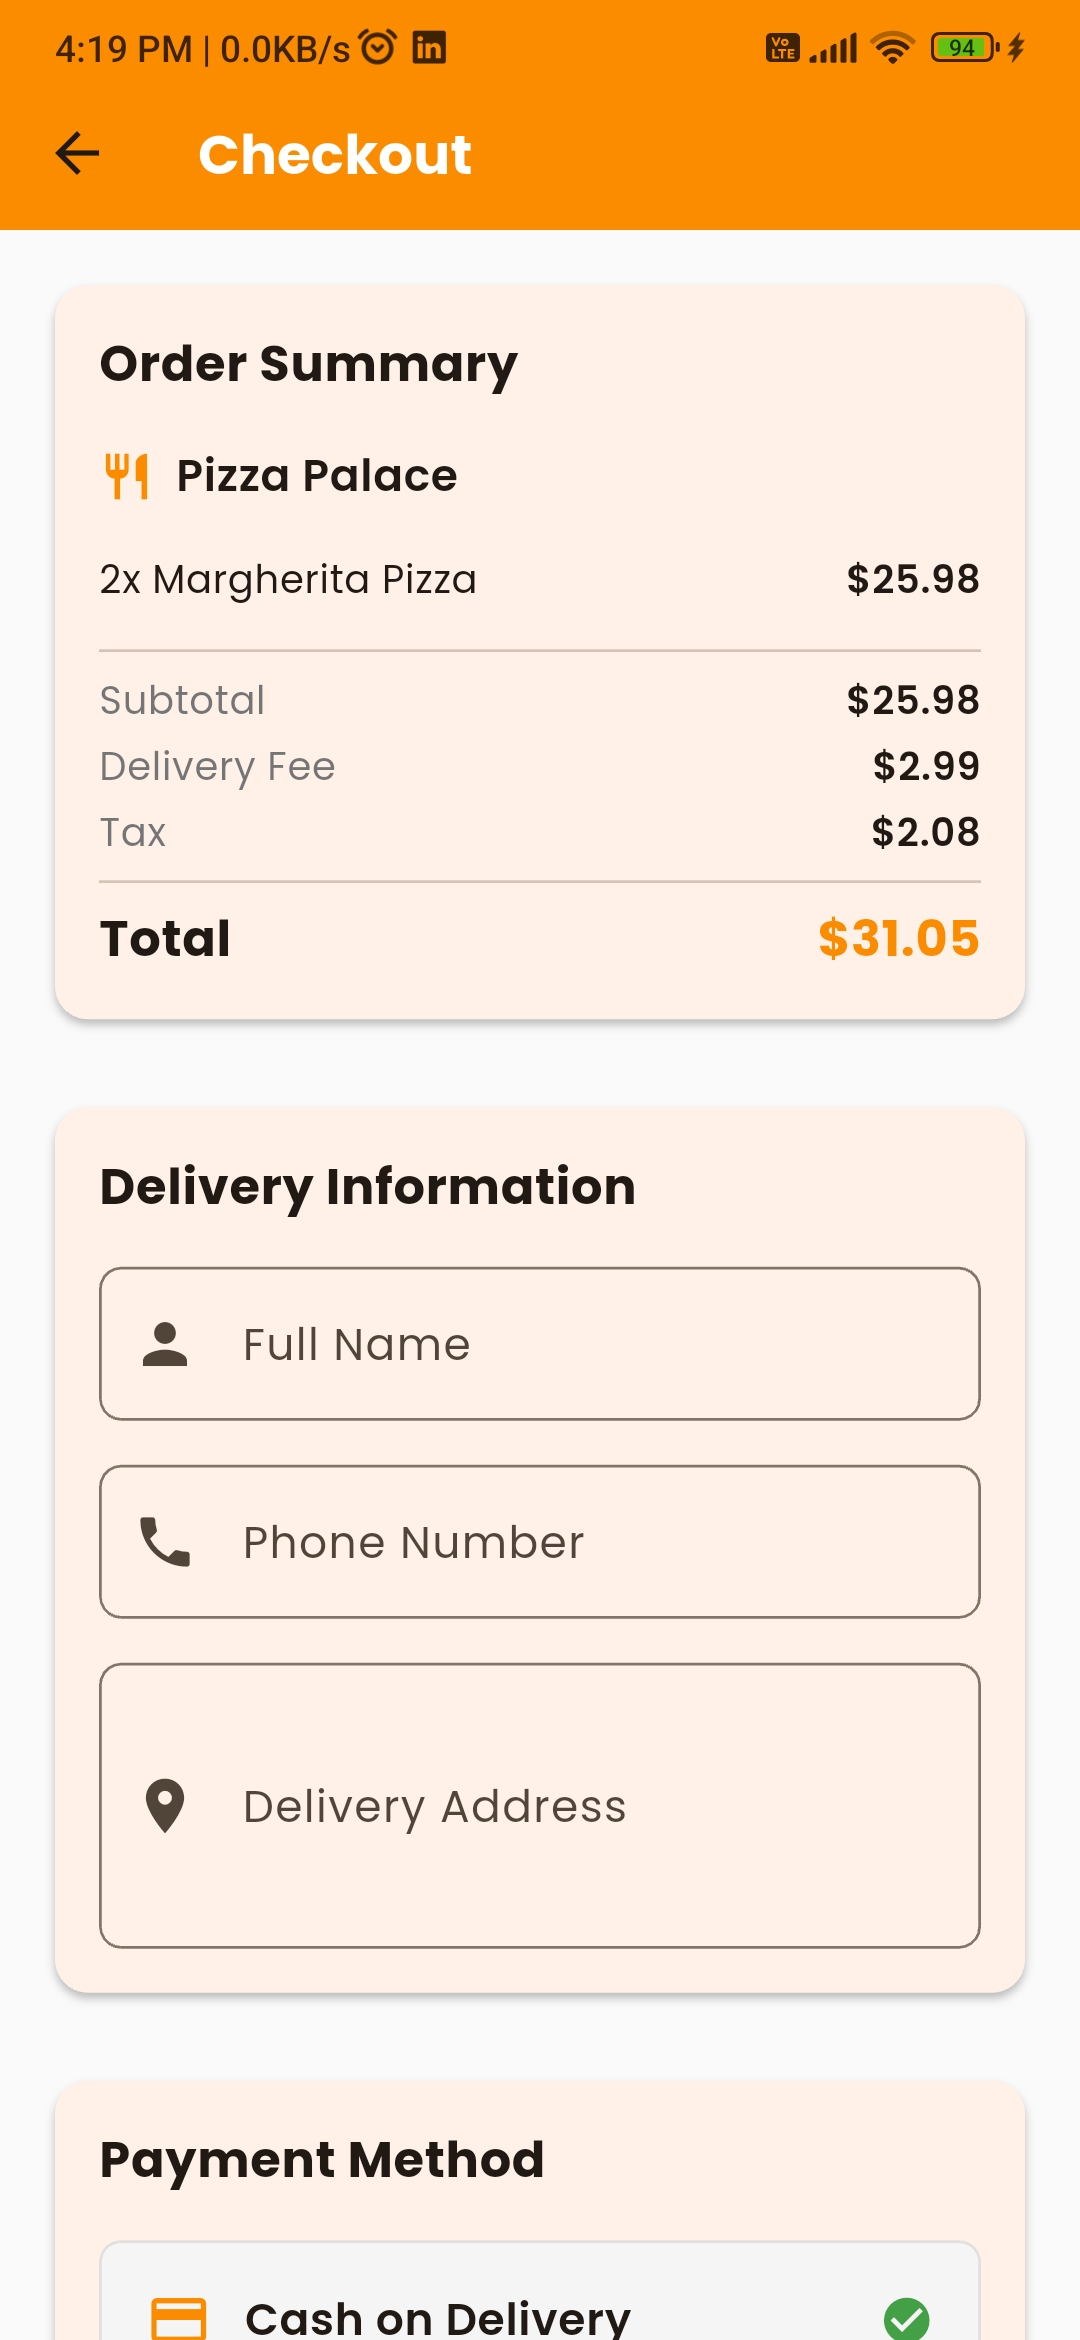 4:19 PM | 0.0KB/s in Vo LTE 94
Checkout
Order Summary
Pizza Palace
2x Margherita Pizza $25.98
Subtotal $25.98
Delivery Fee $2.99
Tax $2.08
Total $31.05
Delivery Information
Full Name
Phone Number
Delivery Address
Payment Method
Cash on Delivery